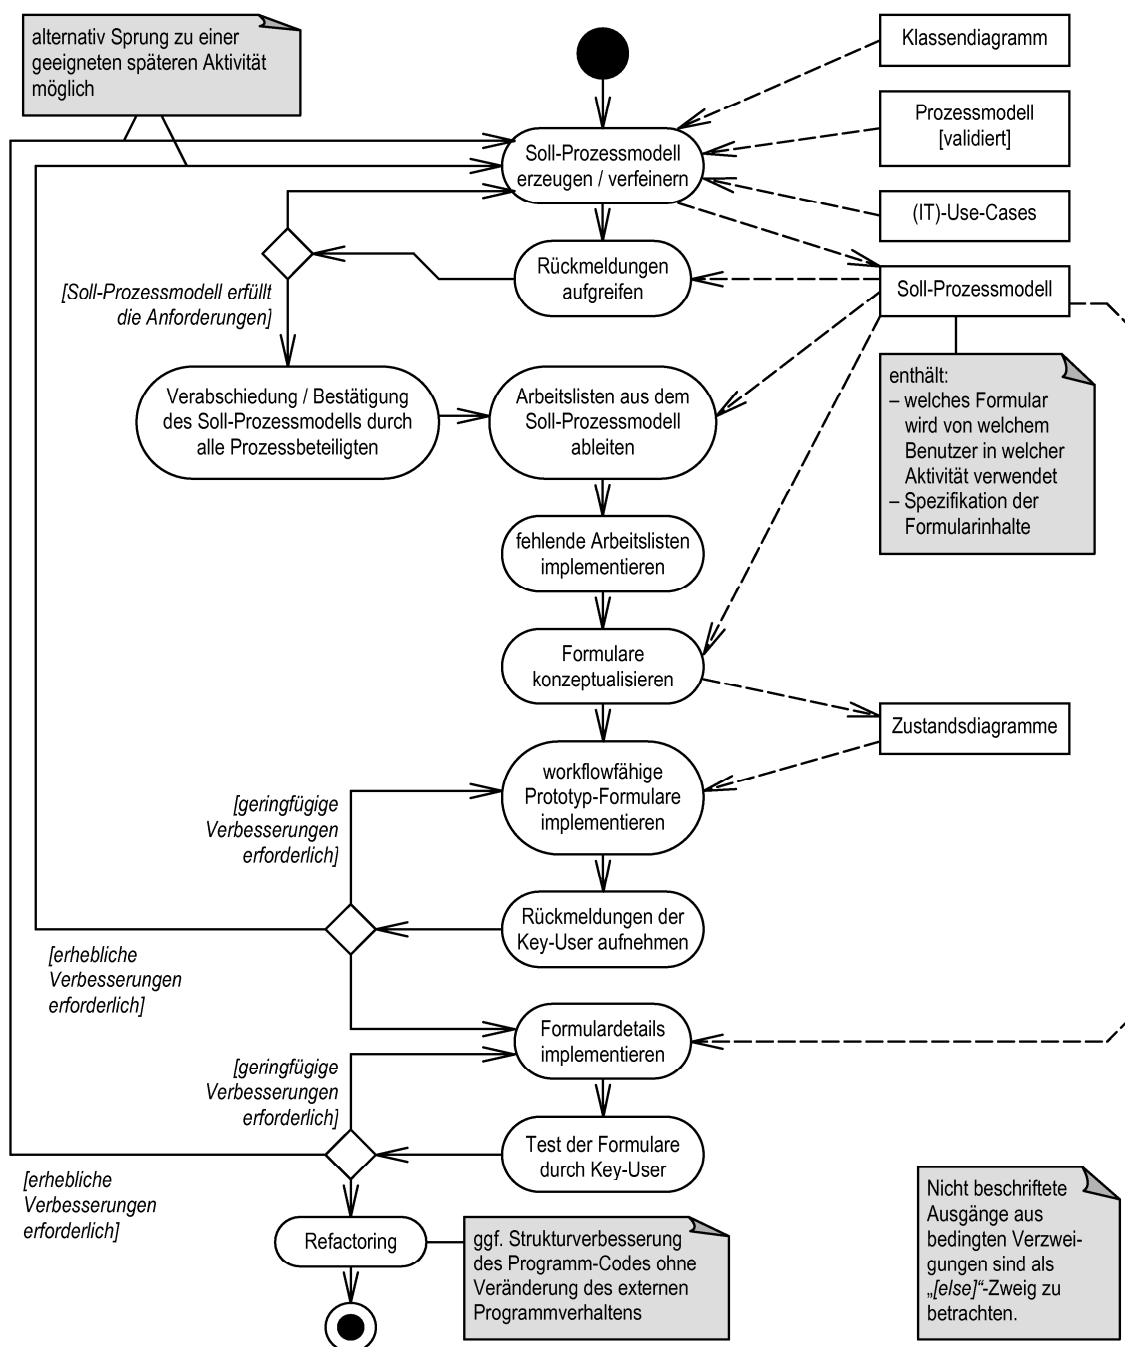 alternativ Sprung zu einer
geeigneten späteren Aktivität
möglich
Klassendiagramm
Prozessmodell
[validiert]
Soll-Prozessmodell
erzeugen / verfeinern
(IT)-Use-Cases
Rückmeldungen
aufgreifen
Soll-Prozessmodell
[Soll-Prozessmodell erfüllt
die Anforderungen]
enthält:
– welches Formular
wird von welchem
Benutzer in welcher
Aktivität verwendet
– Spezifikation der
Formularinhalte
Verabschiedung / Bestätigung
des Soll-Prozessmodells durch
alle Prozessbeteiligten
Arbeitslisten aus dem
Soll-Prozessmodell
ableiten
fehlende Arbeitslisten
implementieren
Formulare
konzeptualisieren
Zustandsdiagramme
workflowfähige
Prototyp-Formulare
implementieren
[geringfügige
Verbesserungen
erforderlich]
Rückmeldungen der
Key-User aufnehmen
[erhebliche
Verbesserungen
erforderlich]
Formulardetails
implementieren
[geringfügige
Verbesserungen
erforderlich]
Test der Formulare
durch Key-User
[erhebliche
Verbesserungen
erforderlich]
Refactoring
ggf. Strukturverbesserung
des Programm-Codes ohne
Veränderung des externen
Programmverhaltens
Nicht beschriftete
Ausgänge aus
bedingten Verzwei-
gungen sind als
„[else]“-Zweig zu
betrachten.